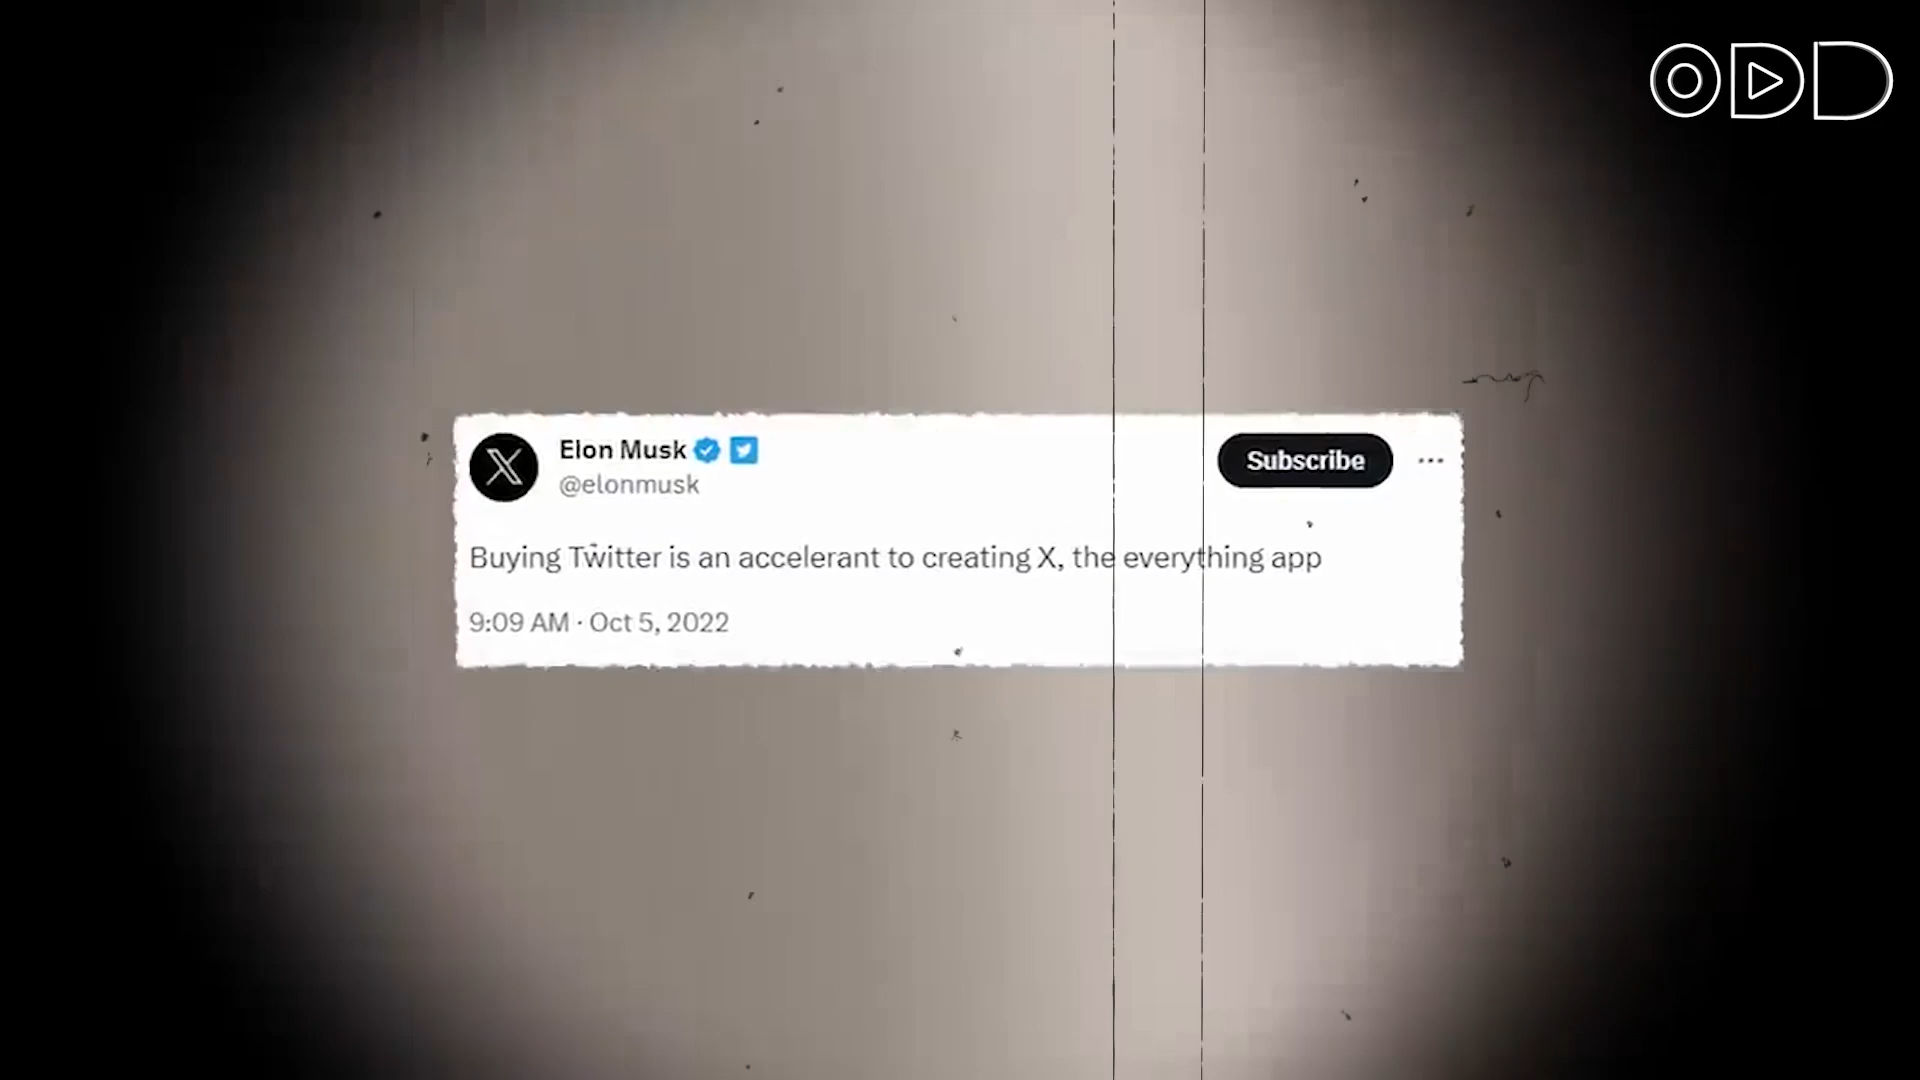 ODD
Elon Musk
Subscribe
@elonmusk
Buying Twitter is an accelerant to creating X, the everything app
9:09 AM · Oct 5, 2022